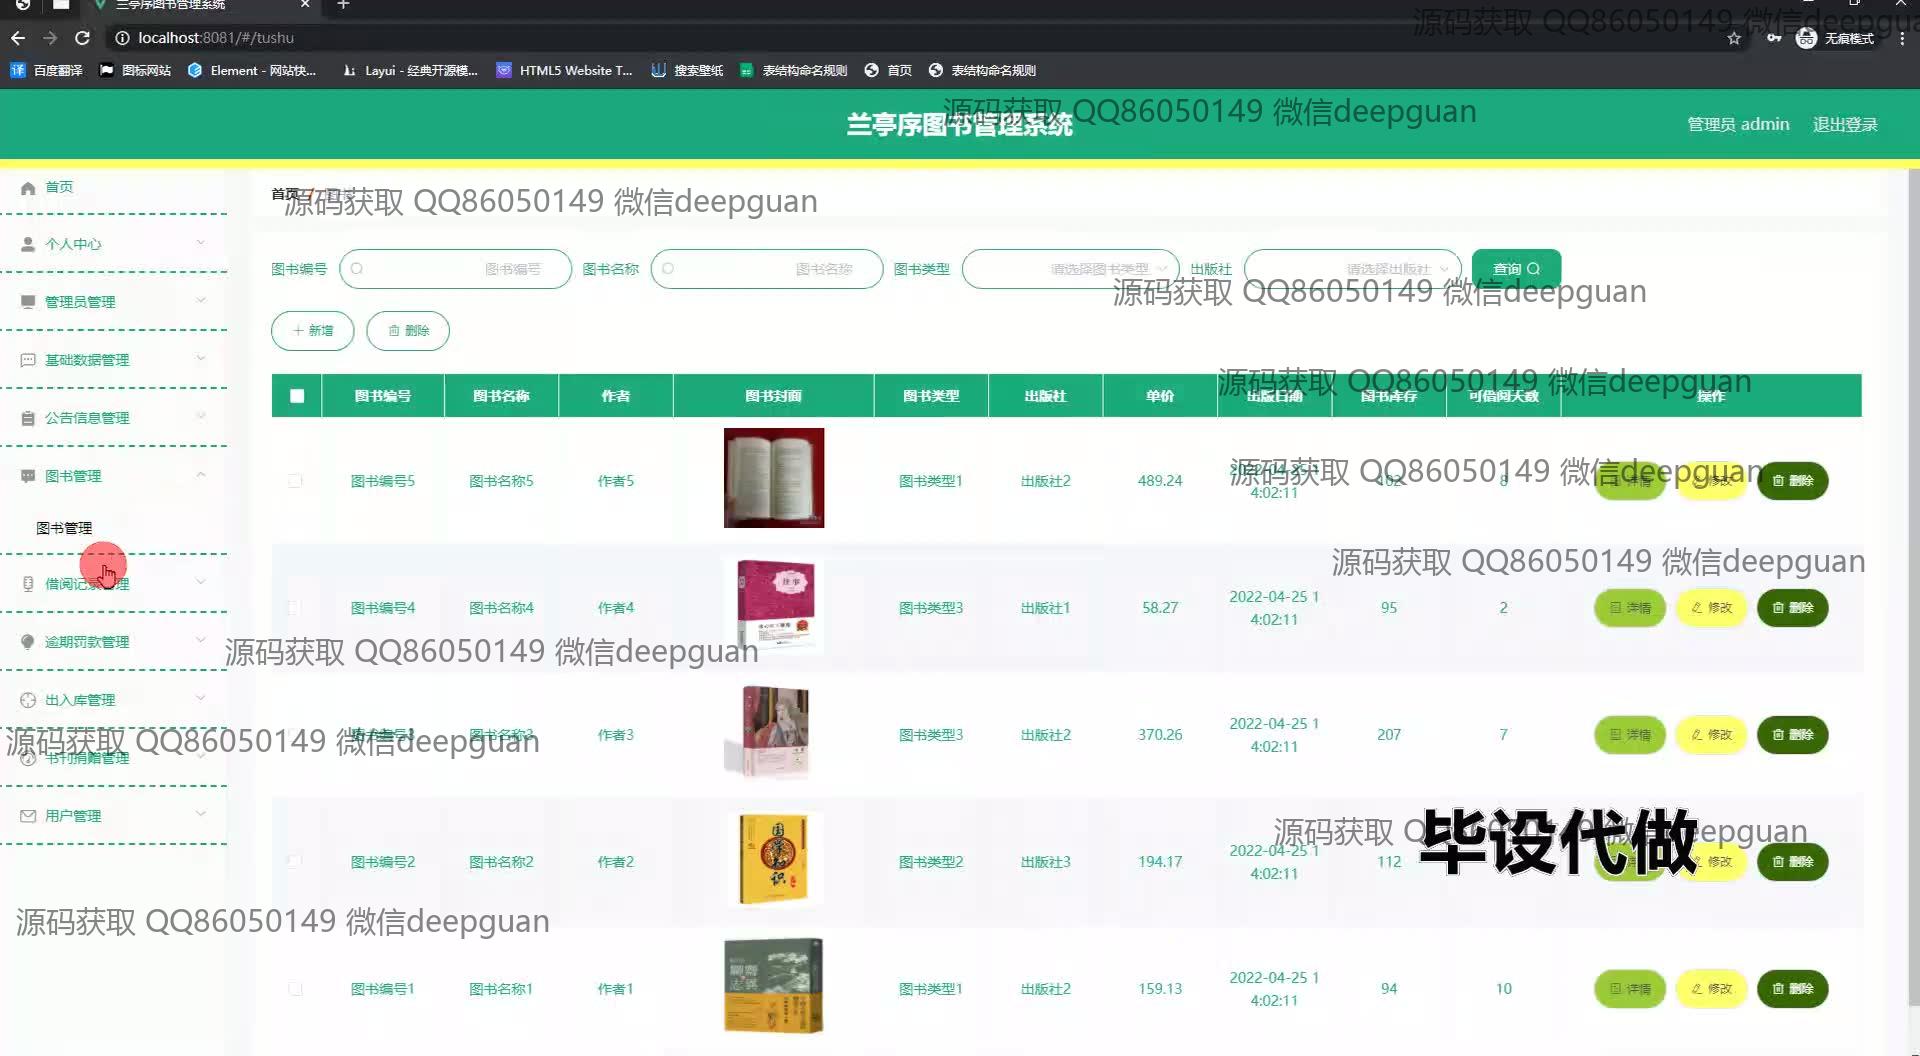 兰亭序图书管理系统
localhost:8081/#/tushu
无痕模式
百度翻译 图标网站 Element - 网站快... Layui - 经典开源模... HTML5 Website T... 搜索壁纸 表结构命名规则 首页 表结构命名规则
源码获取 QQ86050149 微信deepgua
兰亭序图书管理系统
源码获取 QQ86050149 微信deepguan
管理员 admin 退出登录
首页
个人中心
管理员管理
基础数据管理
公告信息管理
图书管理
图书管理
借阅记录管理
逾期罚款管理
出入库管理
书刊捐赠管理
用户管理
首页 /
源码获取 QQ86050149 微信deepguan
图书编号 图书编号 图书名称 图书名称 图书类型 请选择图书类型 出版社 请选择出版社 查询
源码获取 QQ86050149 微信deepguan
新增 删除
源码获取 QQ86050149 微信deepguan
图书编号 图书名称 作者 图书封面 图书类型 出版社 单价 出版日期 图书库存 可借阅天数 操作
图书编号5 图书名称5 作者5 图书类型1 出版社2 489.24 2022-04-25 14:02:11 102 8 详情 修改 删除
源码获取 QQ86050149 微信deepguan
源码获取 QQ86050149 微信deepguan
图书编号4 图书名称4 作者4 图书类型3 出版社1 58.27 2022-04-25 14:02:11 95 2 详情 修改 删除
源码获取 QQ86050149 微信deepguan
图书编号3 图书名称3 作者3 图书类型3 出版社2 370.26 2022-04-25 14:02:11 207 7 详情 修改 删除
源码获取 QQ86050149 微信deepguan
源码获取 QQ86050149 微信deepguan
毕设代做
图书编号2 图书名称2 作者2 国学知识 图书类型2 出版社3 194.17 2022-04-25 14:02:11 112 修改 删除
源码获取 QQ86050149 微信deepguan
图书编号1 图书名称1 作者1 图书类型1 出版社2 159.13 2022-04-25 14:02:11 94 10 详情 修改 删除